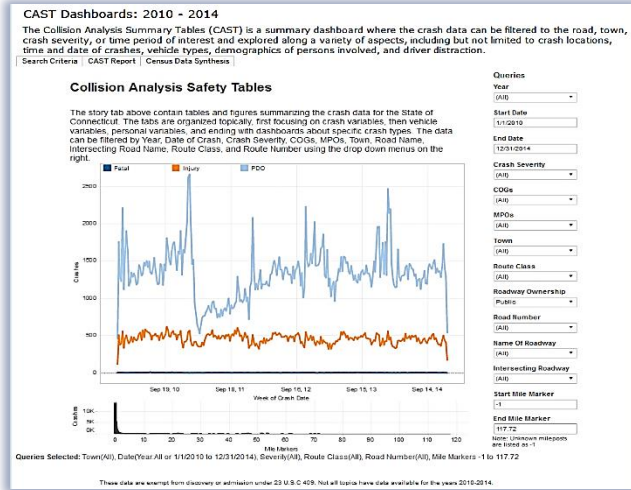 CAST Dashboards: 2010 - 2014
The Collision Analysis Summary Tables (CAST) is a summary dashboard where the crash data can be filtered to the road, town,
crash severity, or time period of interest and explored along a variety of aspects, including but not limited to crash locations,
time and date of crashes, vehicle types, demographics of persons involved, and driver distraction.
Search Criteria CAST Report Census Data Synthesis
Collision Analysis Safety Tables
The story tab above contain tables and figures summarizing the crash data for the State of
Connecticut. The tabs are organized topically, first focusing on crash variables, then vehicle
variables, personal variables, and ending with dashboards about specific crash types. The data
can be filtered by Year, Date of Crash, Crash Severity, COGs, MPOs, Town, Road Name,
Intersecting Road Name, Route Class, and Route Number using the drop down menus on the
right.
Fatal Injury PDO
2500
2000
1500
1000
500
0
Crashes
Sep 19, 10 Sep 18, 11 Sep 16, 12 Sep 15, 13 Sep 14, 14
Week of Crash Date
Crashes
10K
5K
0K
0 10 20 30 40 50 60 70 80 90 100 110 120
Mile Markers
Queries
Year
(All)
Start Date
1/1/2010
End Date
12/31/2014
Crash Severity
(All)
COGs
(All)
MPOs
(All)
Town
(All)
Route Class
(All)
Roadway Ownership
Public
Road Number
(All)
Name Of Roadway
(All)
Intersecting Roadway
(All)
Start Mile Marker
-1
End Mile Marker
117.72
Note: Unknown mileposts
are listed as -1
Queries Selected: Town(All), Date(Year All or 1/1/2010 to 12/31/2014), Severity(All), Route Class(All), Road Number(All), Mile Markers -1 to 117.72
These data are exempt from discovery or admission under 23 U.S.C 409. Not all topics have data available for the years 2010-2014.